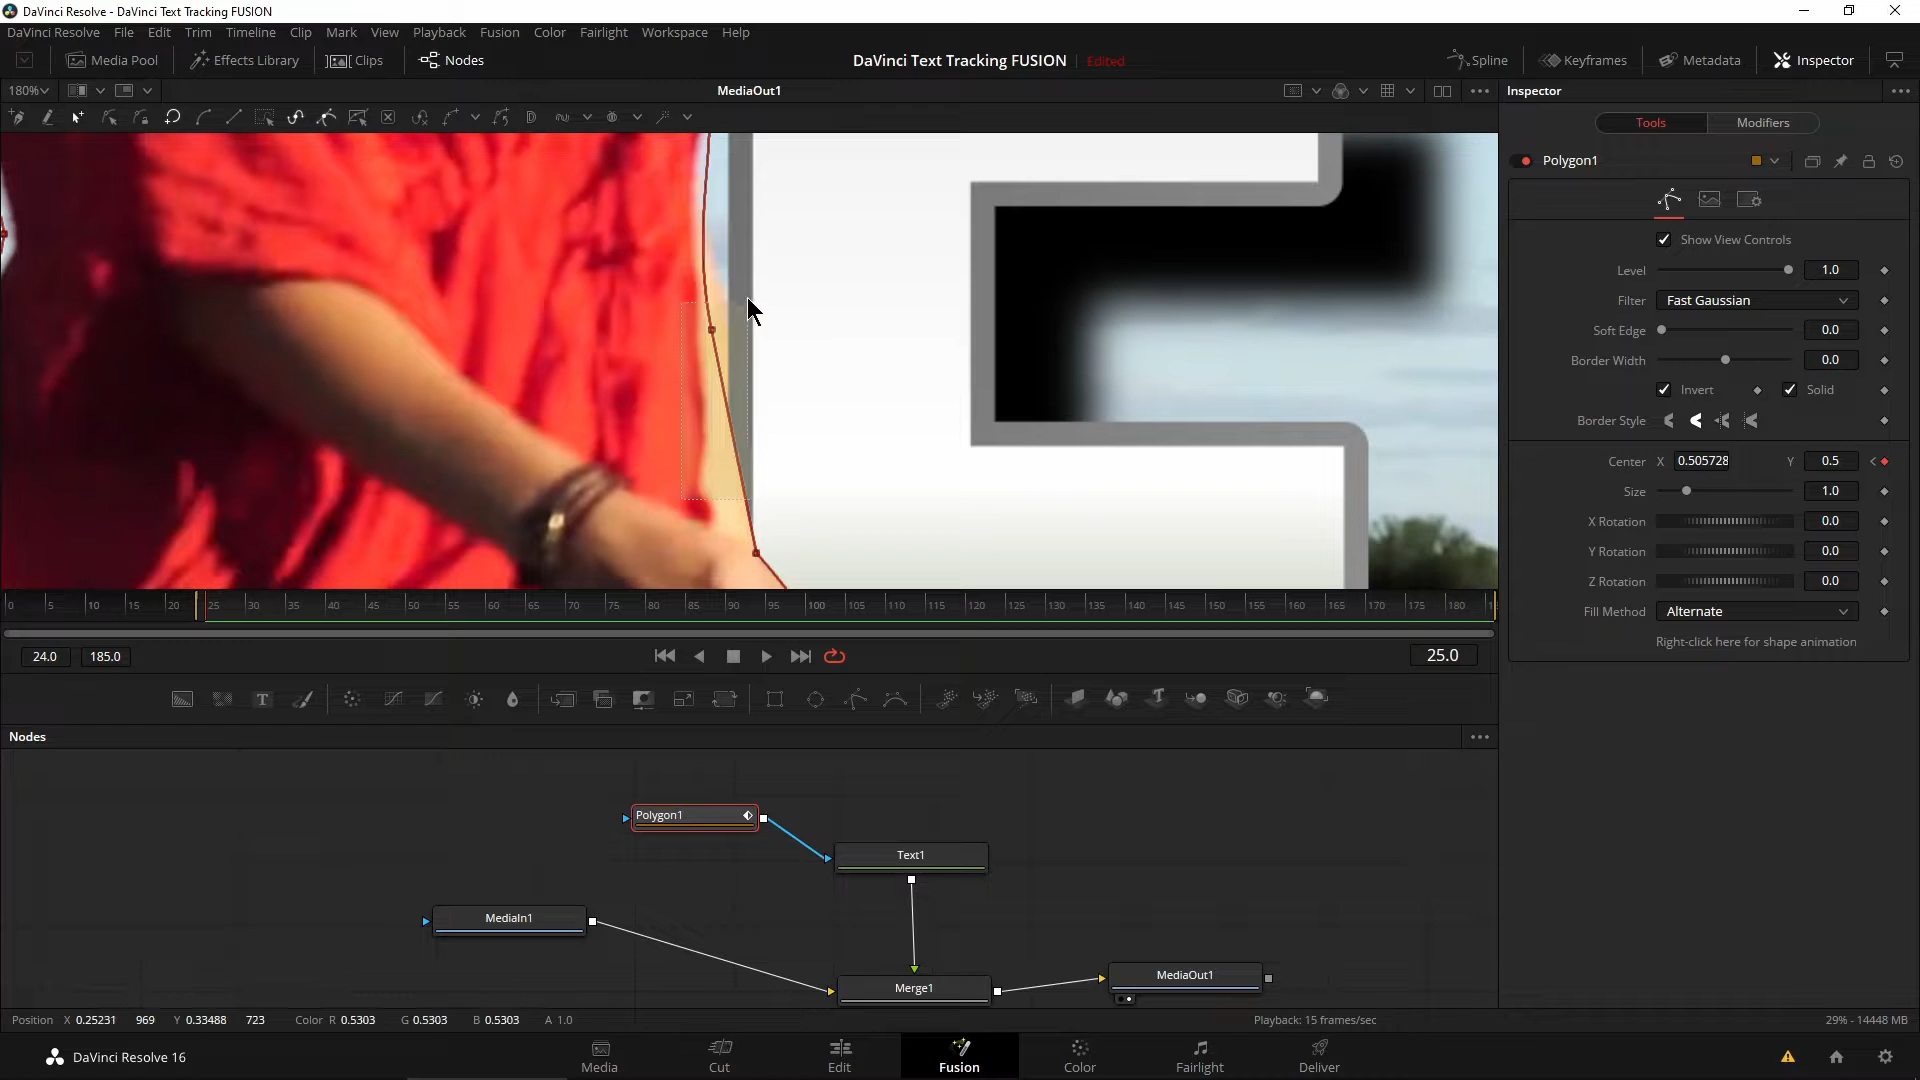 DaVinci Resolve - DaVinci Text Tracking FUSION
DaVinci Resolve File Edit Trim Timeline Clip Mark View Playback Fusion Color Fairlight Workspace Help
Media Pool Effects Library Clips Nodes DaVinci Text Tracking FUSION Edited Spline Keyframes Metadata Inspector
180% MediaOut1 Inspector
Tools Modifiers
Polygon1
Show View Controls
Level 1.0
Filter Fast Gaussian
Soft Edge 0.0
Border Width 0.0
Invert Solid
Border Style
Center X 0.505728 Y 0.5
Size 1.0
X Rotation 0.0
Y Rotation 0.0
Z Rotation 0.0
Fill Method Alternate
Right-click here for shape animation
0 5 10 15 20 25 30 35 40 45 50 55 60 65 70 75 80 85 90 95 100 105 110 115 120 125 130 135 140 145 150 155 160 165 170 175 180
24.0 185.0 25.0
Nodes
Polygon1
Text1
MediaIn1
Merge1
MediaOut1
Position X 0.25231 969 Y 0.33488 723 Color R 0.5303 G 0.5303 B 0.5303 A 1.0 Playback: 15 frames/sec 29% - 14448 MB
DaVinci Resolve 16 Media Cut Edit Fusion Color Fairlight Deliver